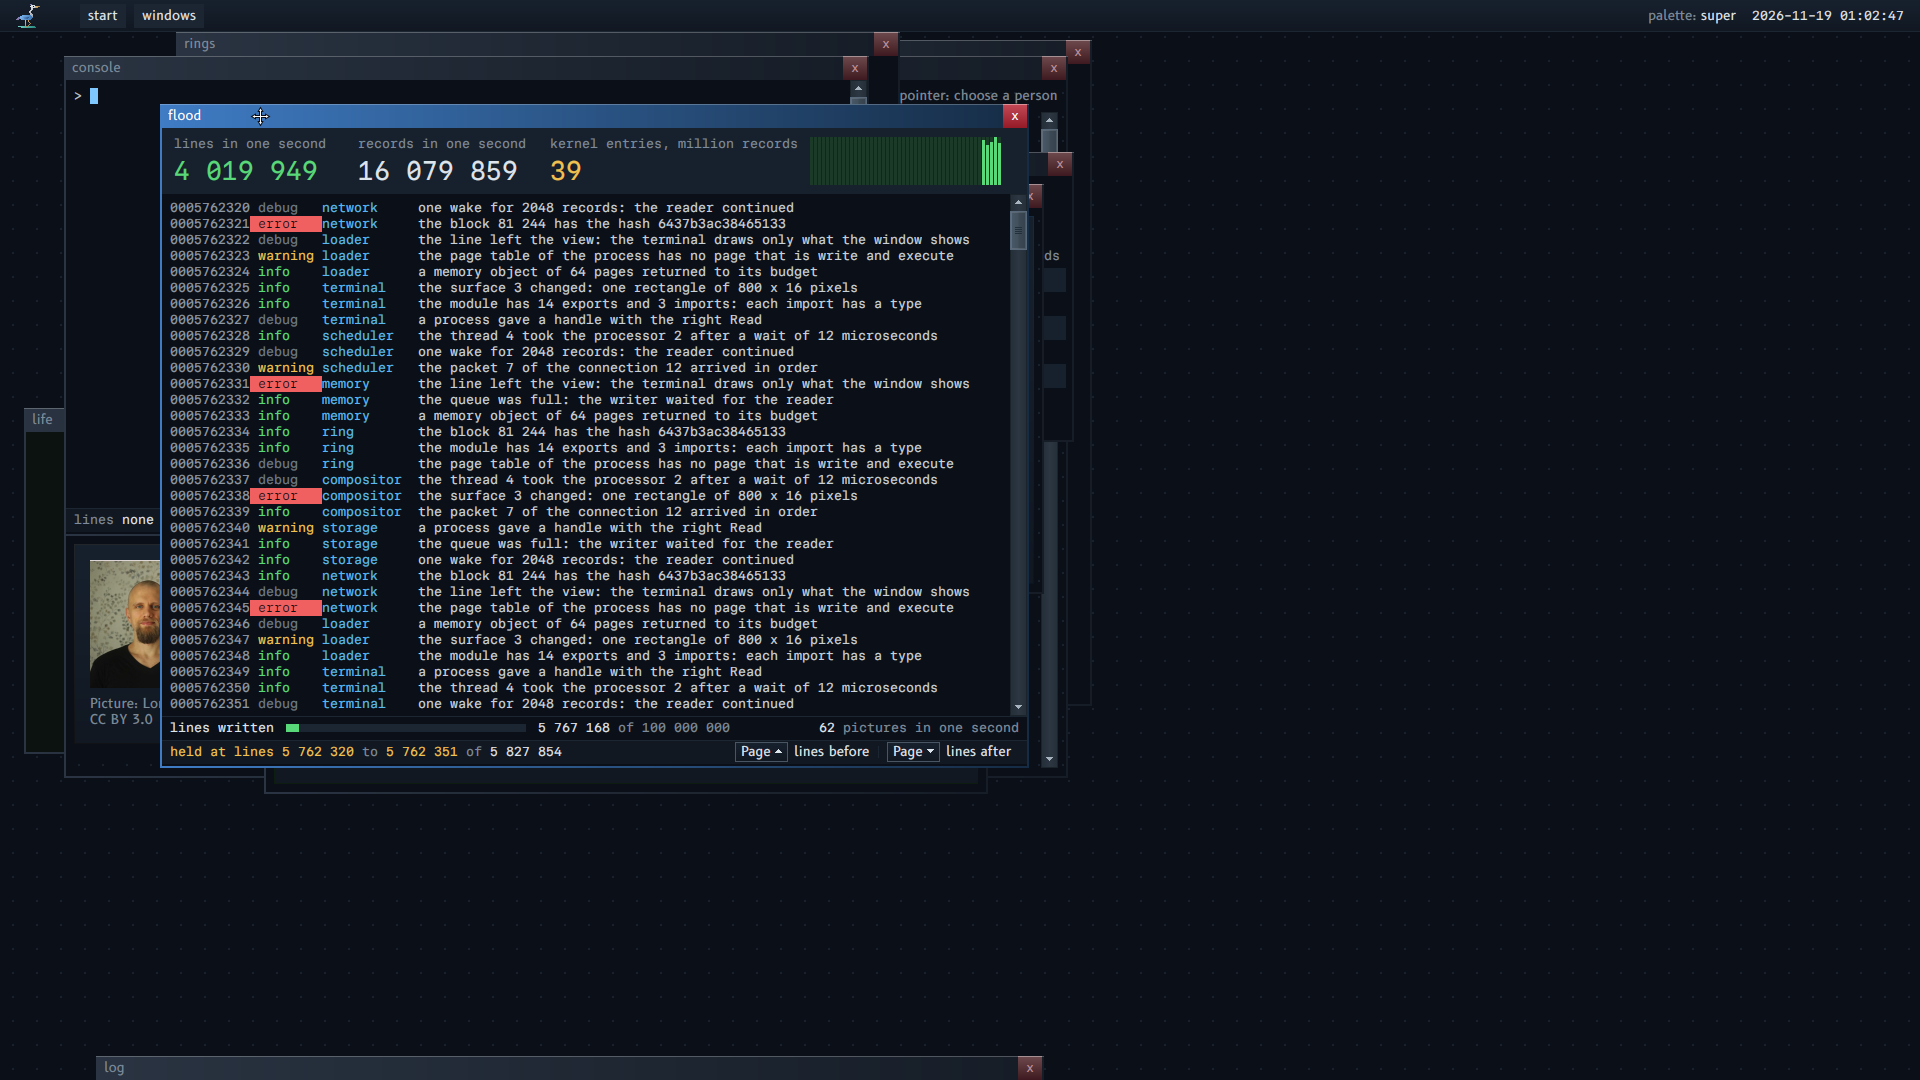 start windows palette: super 2026-11-19 01:02:47
rings x
x
console x
x
> pointer: choose a person
flood x
lines in one second records in one second kernel entries, million records
4 019 949 16 079 859 39
x
x
ds
0005762320 debug network one wake for 2048 records: the reader continued
0005762321 error network the block 81 244 has the hash 6437b3ac38465133
0005762322 debug loader the line left the view: the terminal draws only what the window shows
0005762323 warning loader the page table of the process has no page that is write and execute
0005762324 info loader a memory object of 64 pages returned to its budget
0005762325 info terminal the surface 3 changed: one rectangle of 800 x 16 pixels
0005762326 info terminal the module has 14 exports and 3 imports: each import has a type
0005762327 debug terminal a process gave a handle with the right Read
0005762328 info scheduler the thread 4 took the processor 2 after a wait of 12 microseconds
0005762329 debug scheduler one wake for 2048 records: the reader continued
0005762330 warning scheduler the packet 7 of the connection 12 arrived in order
0005762331 error memory the line left the view: the terminal draws only what the window shows
0005762332 info memory the queue was full: the writer waited for the reader
0005762333 info memory a memory object of 64 pages returned to its budget
0005762334 info ring the block 81 244 has the hash 6437b3ac38465133
0005762335 info ring the module has 14 exports and 3 imports: each import has a type
0005762336 debug ring the page table of the process has no page that is write and execute
0005762337 debug compositor the thread 4 took the processor 2 after a wait of 12 microseconds
0005762338 error compositor the surface 3 changed: one rectangle of 800 x 16 pixels
0005762339 info compositor the packet 7 of the connection 12 arrived in order
0005762340 warning storage a process gave a handle with the right Read
0005762341 info storage the queue was full: the writer waited for the reader
0005762342 info storage one wake for 2048 records: the reader continued
0005762343 info network the block 81 244 has the hash 6437b3ac38465133
0005762344 debug network the line left the view: the terminal draws only what the window shows
0005762345 error network the page table of the process has no page that is write and execute
0005762346 debug loader a memory object of 64 pages returned to its budget
0005762347 warning loader the surface 3 changed: one rectangle of 800 x 16 pixels
0005762348 info loader the module has 14 exports and 3 imports: each import has a type
0005762349 info terminal a process gave a handle with the right Read
0005762350 info terminal the thread 4 took the processor 2 after a wait of 12 microseconds
0005762351 debug terminal one wake for 2048 records: the reader continued
lines written 5 767 168 of 100 000 000 62 pictures in one second
held at lines 5 762 320 to 5 762 351 of 5 827 854 Page lines before Page lines after
life
lines none
Picture: Lo
CC BY 3.0
log x